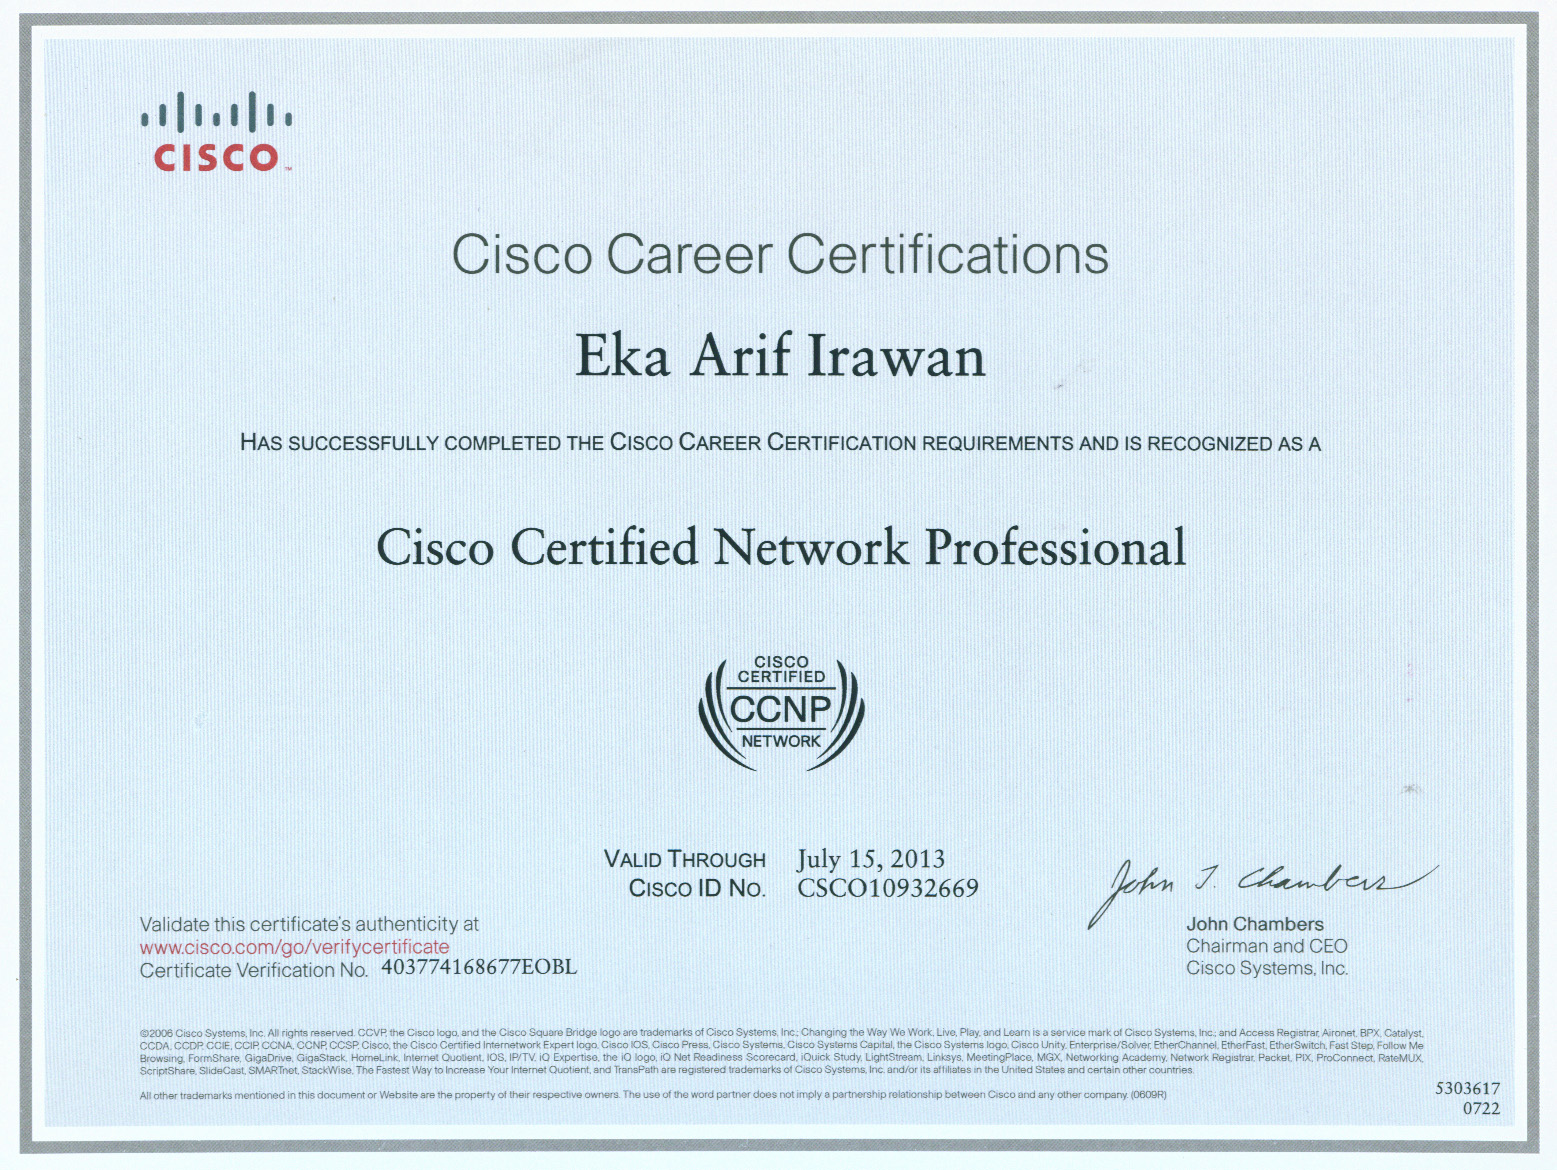 CISCO™
Cisco Career Certifications
Eka Arif Irawan
HAS SUCCESSFULLY COMPLETED THE CISCO CAREER CERTIFICATION REQUIREMENTS AND IS RECOGNIZED AS A
Cisco Certified Network Professional
CISCO
CERTIFIED
CCNP
NETWORK
VALID THROUGH July 15, 2013
CISCO ID NO. CSCO10932669
John T. Chambers
John Chambers
Chairman and CEO
Cisco Systems, Inc.
Validate this certificate's authenticity at
www.cisco.com/go/verifycertificate
Certificate Verification No. 403774168677EOBL
©2006 Cisco Systems, Inc. All rights reserved. CCVP, the Cisco logo, and the Cisco Square Bridge logo are trademarks of Cisco Systems, Inc.; Changing the Way We Work, Live, Play, and Learn is a service mark of Cisco Systems, Inc.; and Access Registrar, Aironet, BPX, Catalyst,
CCDA, CCDP, CCIE, CCIP, CCNA, CCNP, CCSP, Cisco, the Cisco Certified Internetwork Expert logo, Cisco IOS, Cisco Press, Cisco Systems, Cisco Systems Capital, the Cisco Systems logo, Cisco Unity, Enterprise/Solver, EtherChannel, EtherFast, EtherSwitch, Fast Step, Follow Me
Browsing, FormShare, GigaDrive, GigaStack, HomeLink, Internet Quotient, IOS, IP/TV, iQ Expertise, the iQ logo, iQ Net Readiness Scorecard, iQuick Study, LightStream, Linksys, MeetingPlace, MGX, Networking Academy, Network Registrar, Packet, PIX, ProConnect, RateMUX,
ScriptShare, SlideCast, SMARTnet, StackWise, The Fastest Way to Increase Your Internet Quotient, and TransPath are registered trademarks of Cisco Systems, Inc. and/or its affiliates in the United States and certain other countries.
All other trademarks mentioned in this document or Website are the property of their respective owners. The use of the word partner does not imply a partnership relationship between Cisco and any other company. (0609R)
5303617
0722